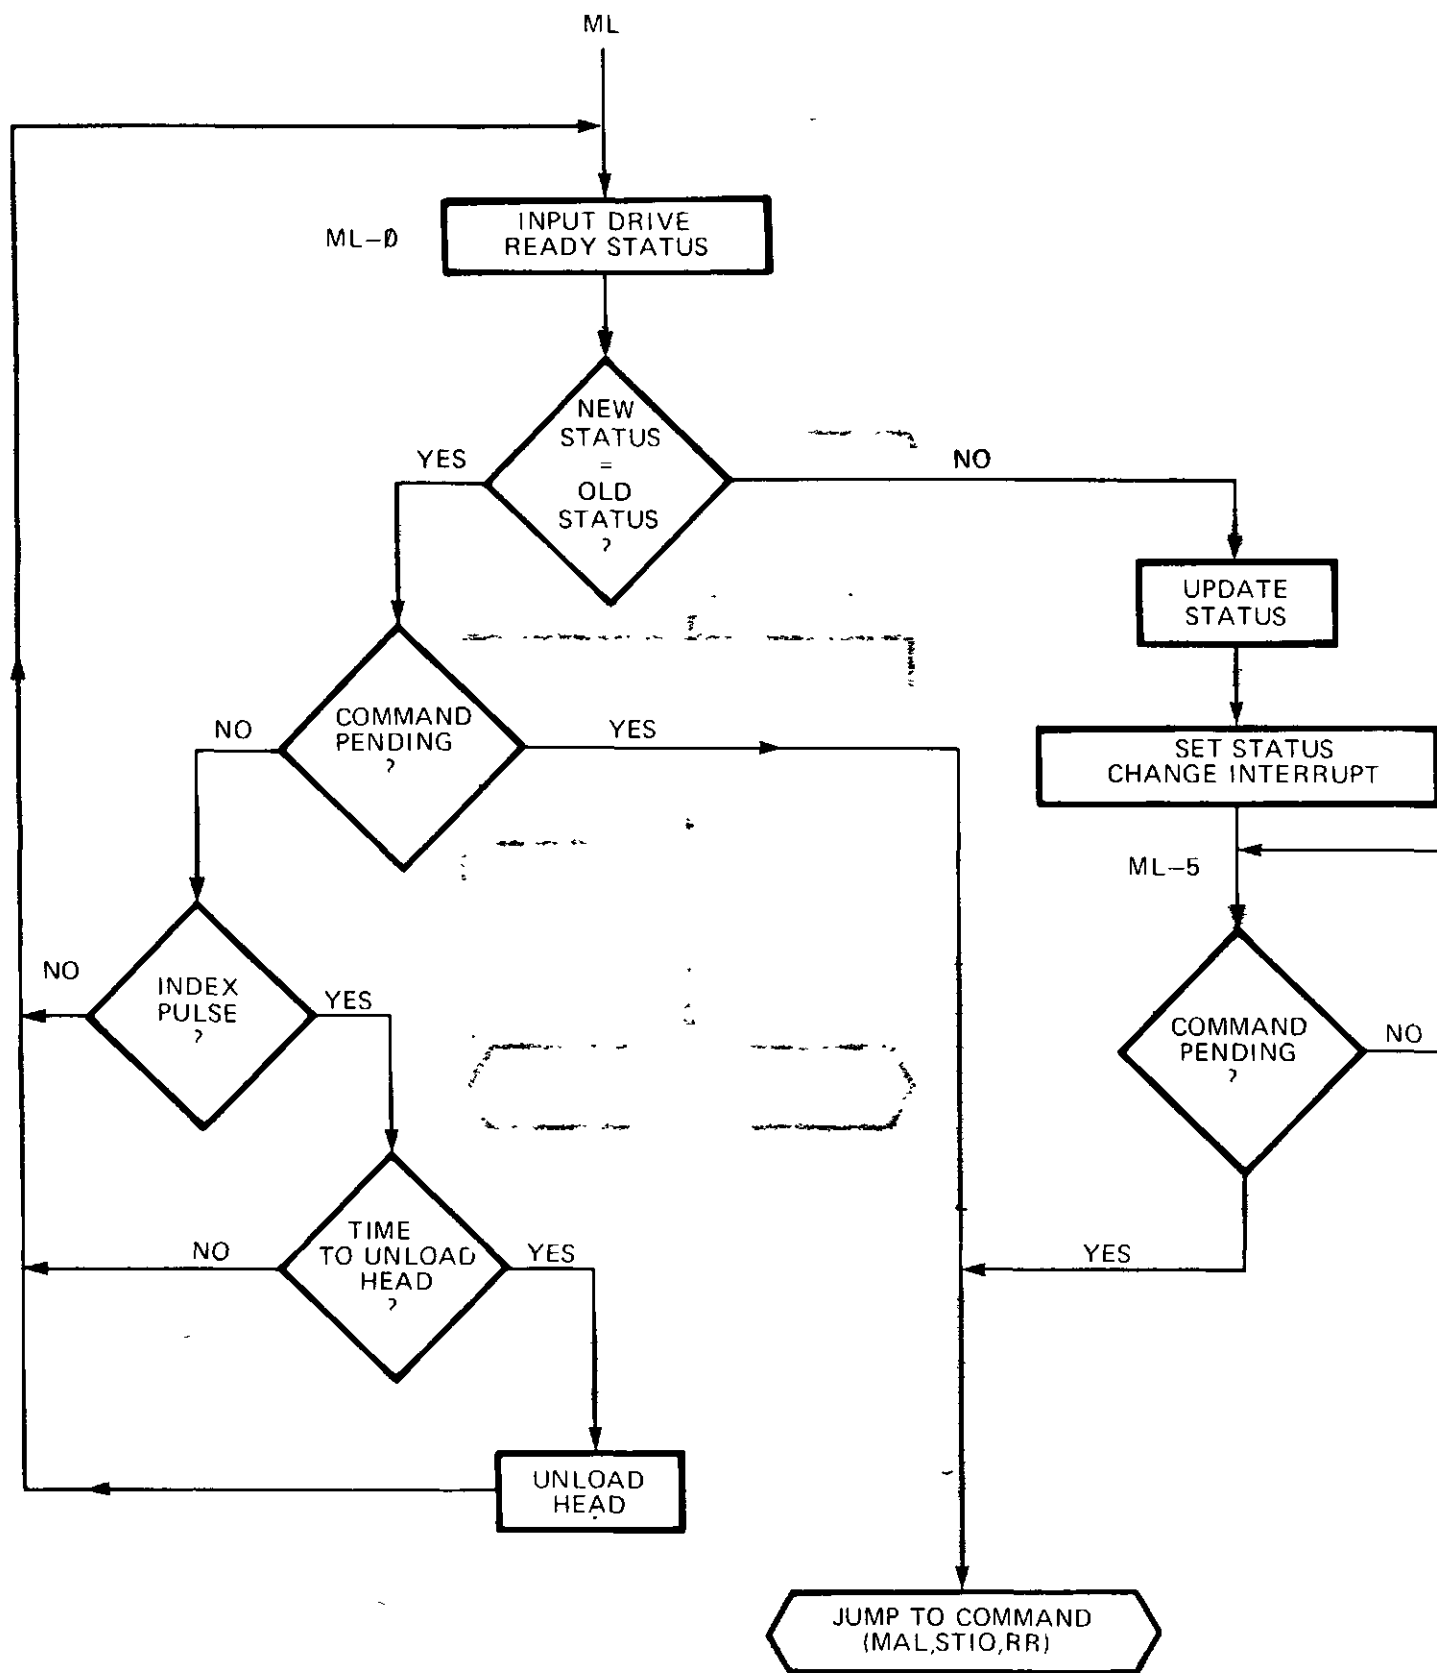 ML
ML-0
INPUT DRIVE
READY STATUS
NEW
STATUS
=
OLD
STATUS
?
YES
NO
UPDATE
STATUS
COMMAND
PENDING
?
NO
YES
SET STATUS
CHANGE INTERRUPT
ML-5
INDEX
PULSE
?
NO
YES
COMMAND
PENDING
?
NO
YES
TIME
TO UNLOAD
HEAD
?
NO
YES
UNLOAD
HEAD
JUMP TO COMMAND
(MAL,STIO,RR)